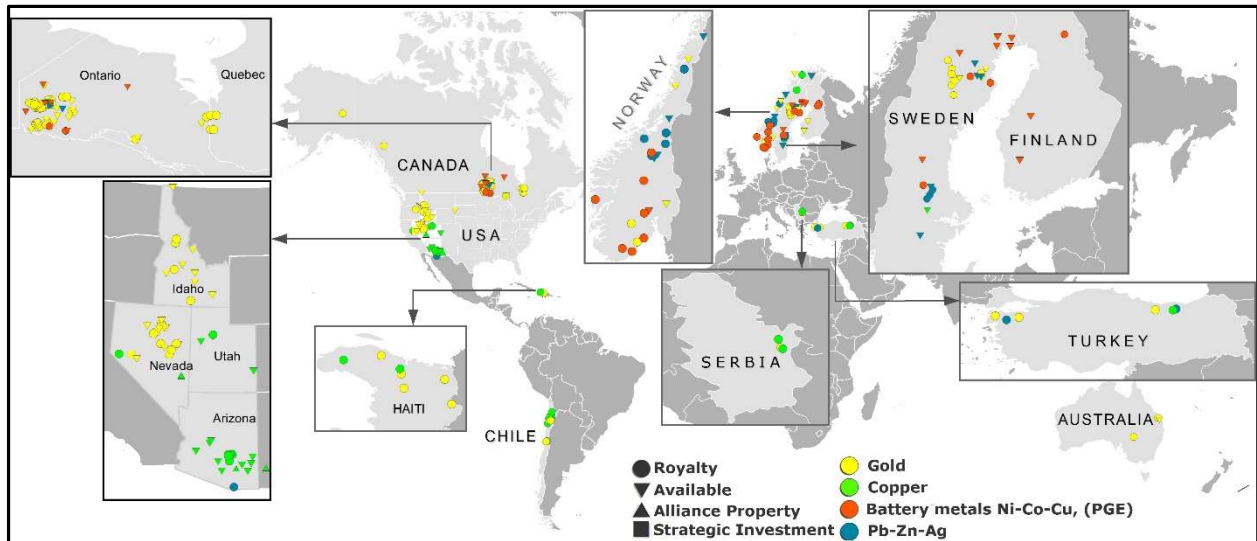 Ontario
Quebec
NORWAY
SWEDEN
FINLAND
CANADA
USA
Idaho
Nevada
Utah
Arizona
HAITI
SERBIA
TURKEY
CHILE
AUSTRALIA
Royalty
Available
Alliance Property
Strategic Investment
Gold
Copper
Battery metals Ni-Co-Cu, (PGE)
Pb-Zn-Ag